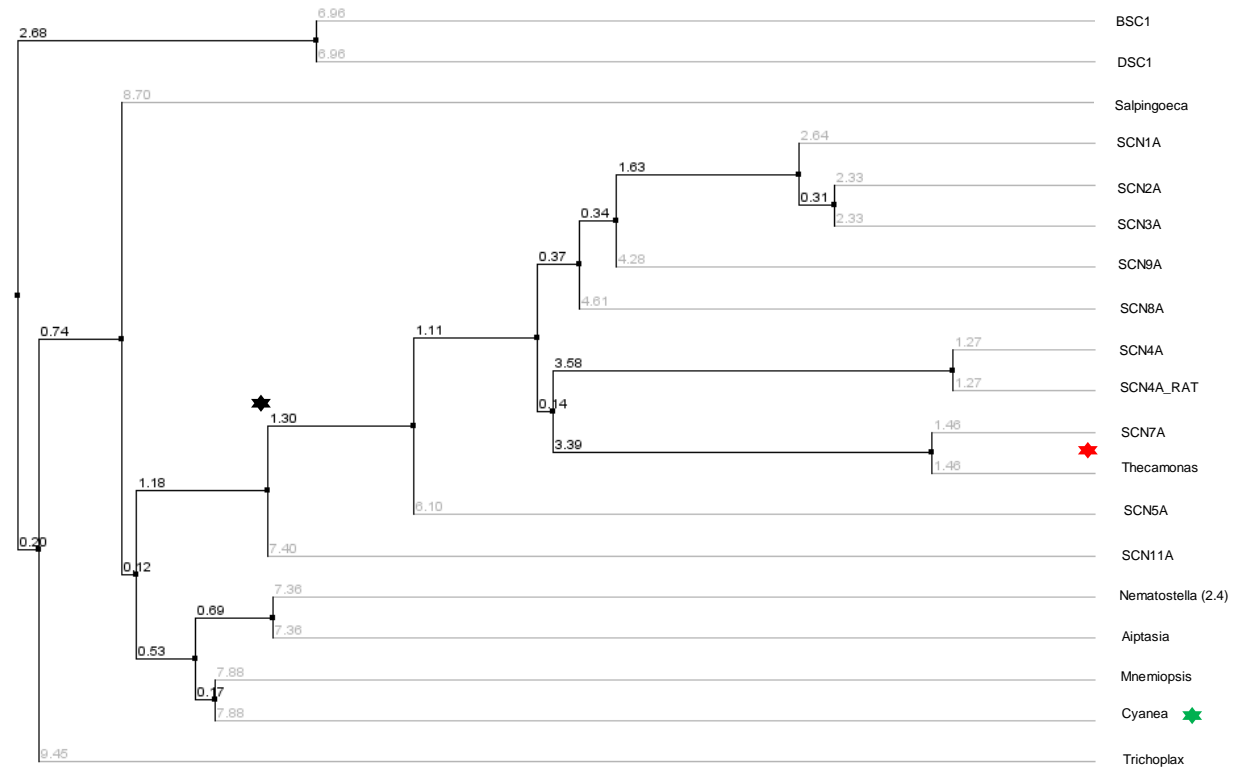 6.96
BSC1
2.68
6.96
DSC1
8.70
Salpingoeca
2.64
SCN1A
1.63
2.33
SCN2A
0.31
2.33
SCN3A
0.34
4.28
SCN9A
0.37
4.61
SCN8A
0.74
1.11
1.27
SCN4A
3.58
1.27
SCN4A_RAT
0.14
1.46
SCN7A
1.30
3.39
1.46
Thecamonas
1.18
6.10
SCN5A
0.20
7.40
SCN11A
0.12
7.36
Nematostella (2.4)
0.69
7.36
Aiptasia
0.53
7.88
Mnemiopsis
0.17
7.88
Cyanea
9.45
Trichoplax